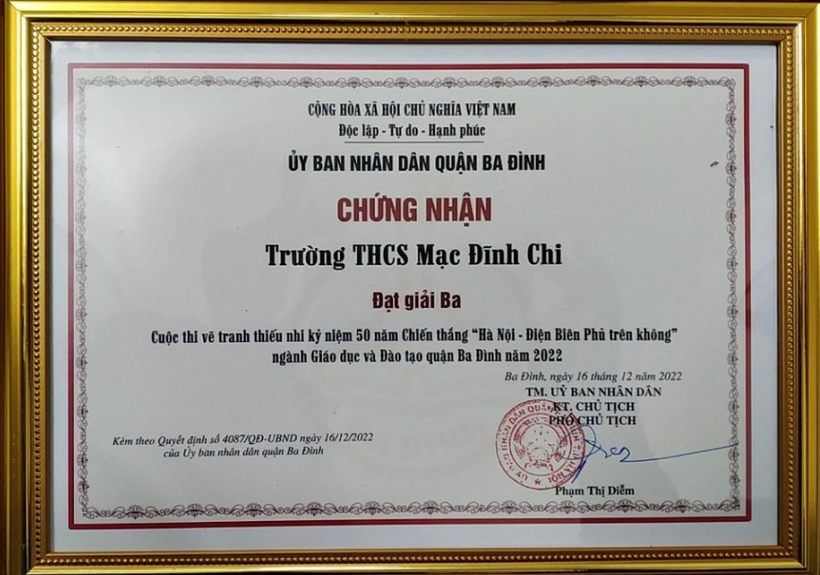 CỘNG HÒA XÃ HỘI CHỦ NGHĨA VIỆT NAM
Độc lập - Tự do - Hạnh phúc
ỦY BAN NHÂN DÂN QUẬN BA ĐÌNH
CHỨNG NHẬN
Trường THCS Mạc Đĩnh Chi
Đạt giải Ba
Cuộc thi vẽ tranh thiếu nhi kỷ niệm 50 năm Chiến thắng “Hà Nội - Điện Biên Phủ trên không”
ngành Giáo dục và Đào tạo quận Ba Đình năm 2022
Ba Đình, ngày 16 tháng 12 năm 2022
TM. UỶ BAN NHÂN DÂN
KT. CHỦ TỊCH
PHÓ CHỦ TỊCH
Kèm theo Quyết định số 4087/QĐ-UBND ngày 16/12/2022
của Ủy ban nhân dân quận Ba Đình
Phạm Thị Diễm